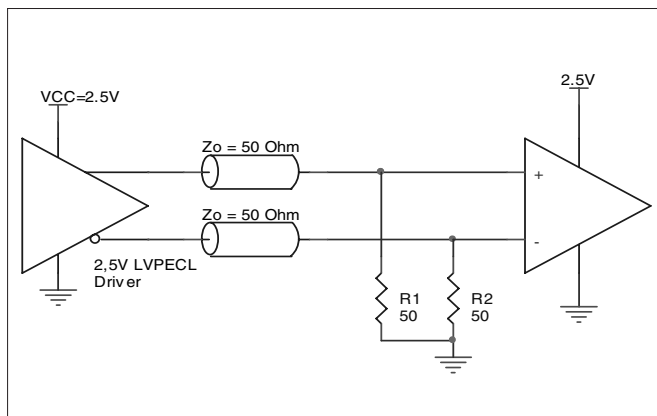 2.5V
VCC=2.5V
Zo = 50 Ohm
+
Zo = 50 Ohm
-
2,5V LVPECL
Driver
R1
50
R2
50